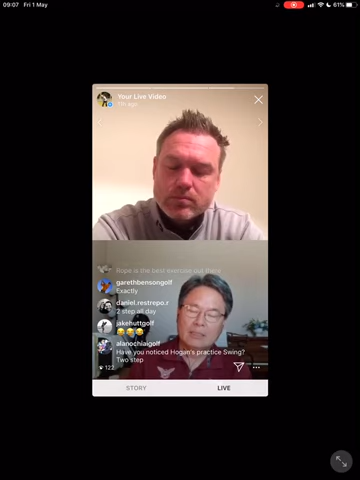 09:07 Fri 1 May
61%
Your Live Video
11h ago
Rope is the best exercise out there
garethbensongolf
Exactly
daniel.restrepo.r
2 step all day
jakehuttgolf
😂😂😂
alanochiaigolf
Have you noticed Hogan's practice Swing?
Two step
122
STORY
LIVE